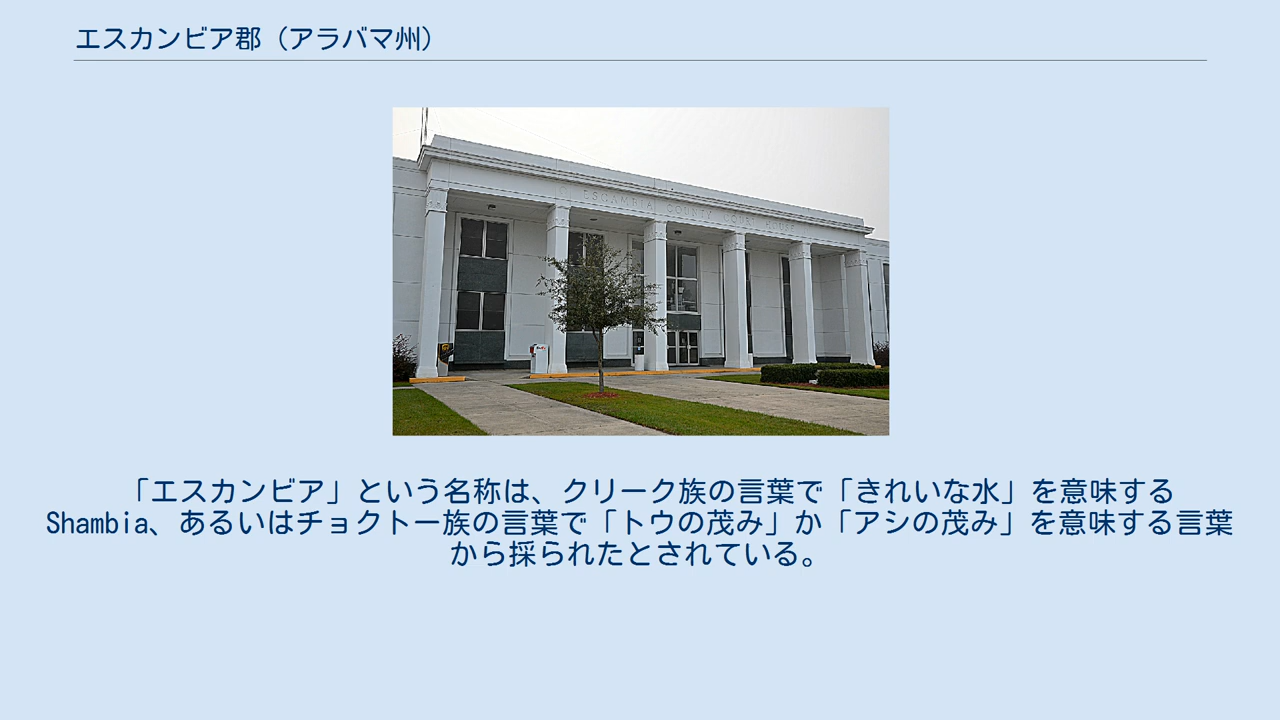 エスカンビア郡（アラバマ州）
ESCAMBIA COUNTY COURT HOUSE
「エスカンビア」という名称は、クリーク族の言葉で「きれいな水」を意味する
Shambia、あるいはチョクトー族の言葉で「トウの茂み」か「アシの茂み」を意味する言葉
から採られたとされている。